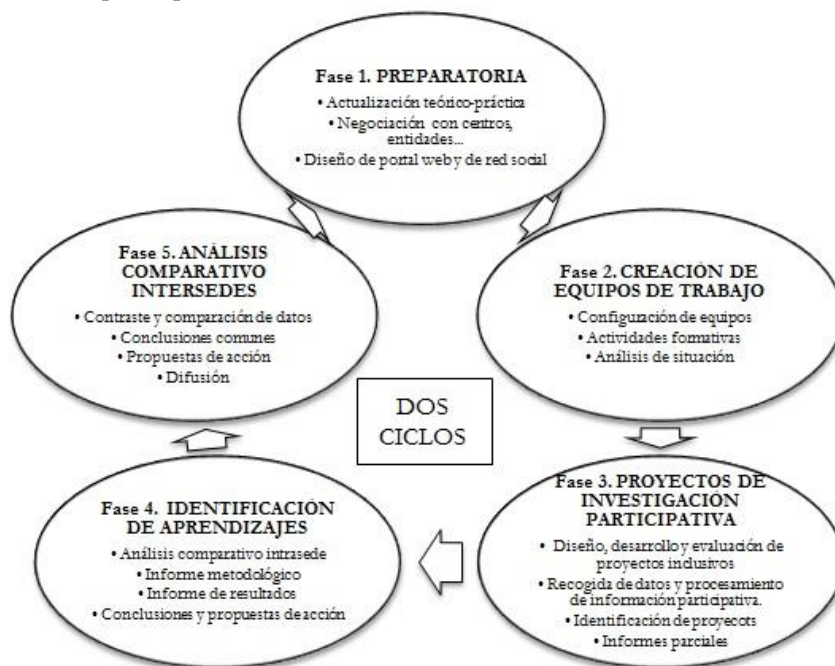 Fase 1. PREPARATORIA
• Actualización teórico-práctica
• Negociación con centros,
entidades...
• Diseño de portal web y de red social
Fase 2. CREACIÓN DE
EQUIPOS DE TRABAJO
• Configuración de equipos
• Actividades formativas
• Análisis de situación
Fase 3. PROYECTOS DE
INVESTIGACIÓN
PARTICIPATIVA
• Diseño, desarrollo y evaluación de
proyectos inclusivos
• Recogida de datos y procesamiento
de información participativa.
• Identificación de proyecots
• Informes parciales
Fase 4. IDENTIFICACIÓN
DE APRENDIZAJES
• Análisis comparativo intrasede
• Informe metodológico
• Informe de resultados
• Conclusiones y propuestas de acción
Fase 5. ANÁLISIS
COMPARATIVO
INTERSEDES
• Contraste y comparación de datos
• Conclusiones comunes
• Propuestas de acción
• Difusión
DOS
CICLOS